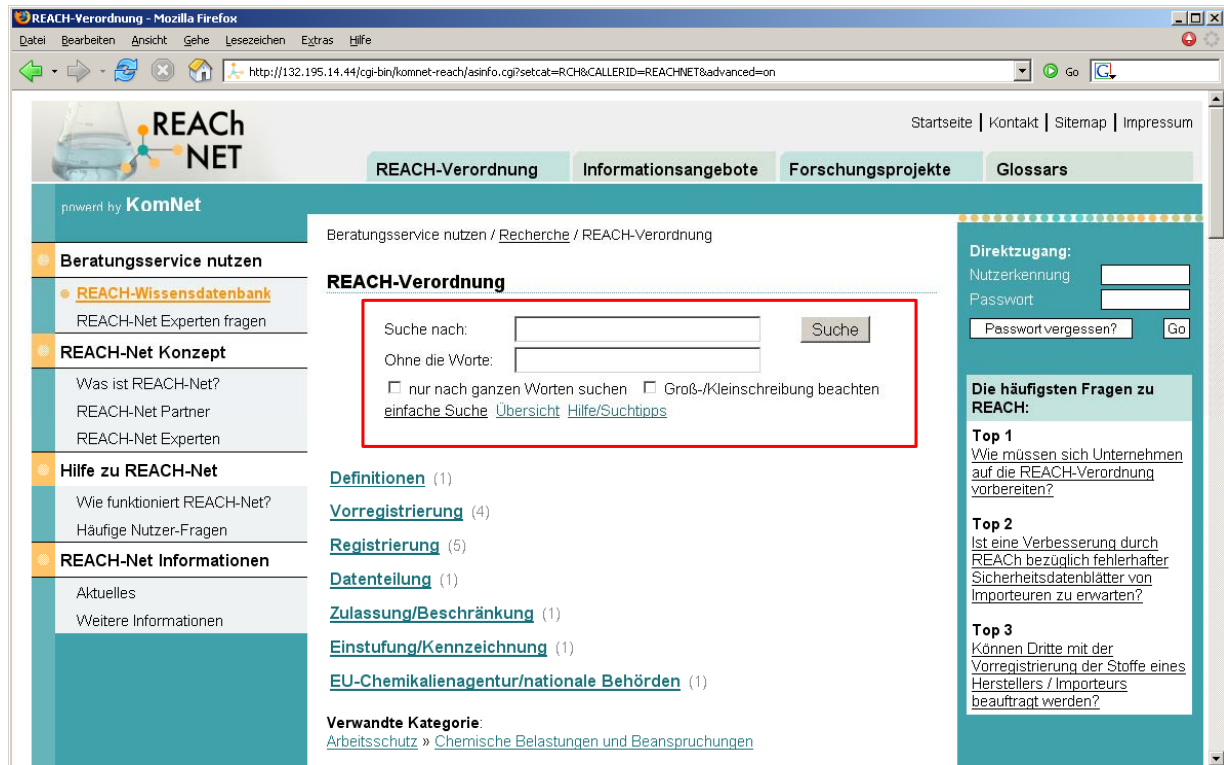 REACH-Verordnung - Mozilla Firefox
Datei Bearbeiten Ansicht Gehe Lesezeichen Extras Hilfe
http://132.195.14.44/cgi-bin/komnet-reach/asinfo.cgi?setcat=RCH&CALLERID=REACHNET&advanced=on
Go
G
REACh
NET
Startseite | Kontakt | Sitemap | Impressum
REACH-Verordnung
Informationsangebote
Forschungsprojekte
Glossars
powerd by KomNet
Beratungsservice nutzen
REACH-Wissensdatenbank
REACH-Net Experten fragen
REACH-Net Konzept
Was ist REACH-Net?
REACH-Net Partner
REACH-Net Experten
Hilfe zu REACH-Net
Wie funktioniert REACH-Net?
Häufige Nutzer-Fragen
REACH-Net Informationen
Aktuelles
Weitere Informationen
Beratungsservice nutzen / Recherche / REACH-Verordnung
REACH-Verordnung
Suche nach:
Suche
Ohne die Worte:
nur nach ganzen Worten suchen
Groß-/Kleinschreibung beachten
einfache Suche Übersicht Hilfe/Suchtipps
Definitionen (1)
Vorregistrierung (4)
Registrierung (5)
Datenteilung (1)
Zulassung/Beschränkung (1)
Einstufung/Kennzeichnung (1)
EU-Chemikalienagentur/nationale Behörden (1)
Verwandte Kategorie:
Arbeitsschutz » Chemische Belastungen und Beanspruchungen
Direktzugang:
Nutzerkennung
Passwort
Passwort vergessen?
Go
Die häufigsten Fragen zu
REACH:
Top 1
Wie müssen sich Unternehmen
auf die REACH-Verordnung
vorbereiten?
Top 2
Ist eine Verbesserung durch
REACh bezüglich fehlerhafter
Sicherheitsdatenblätter von
Importeuren zu erwarten?
Top 3
Können Dritte mit der
Vorregistrierung der Stoffe eines
Herstellers / Importeurs
beauftragt werden?